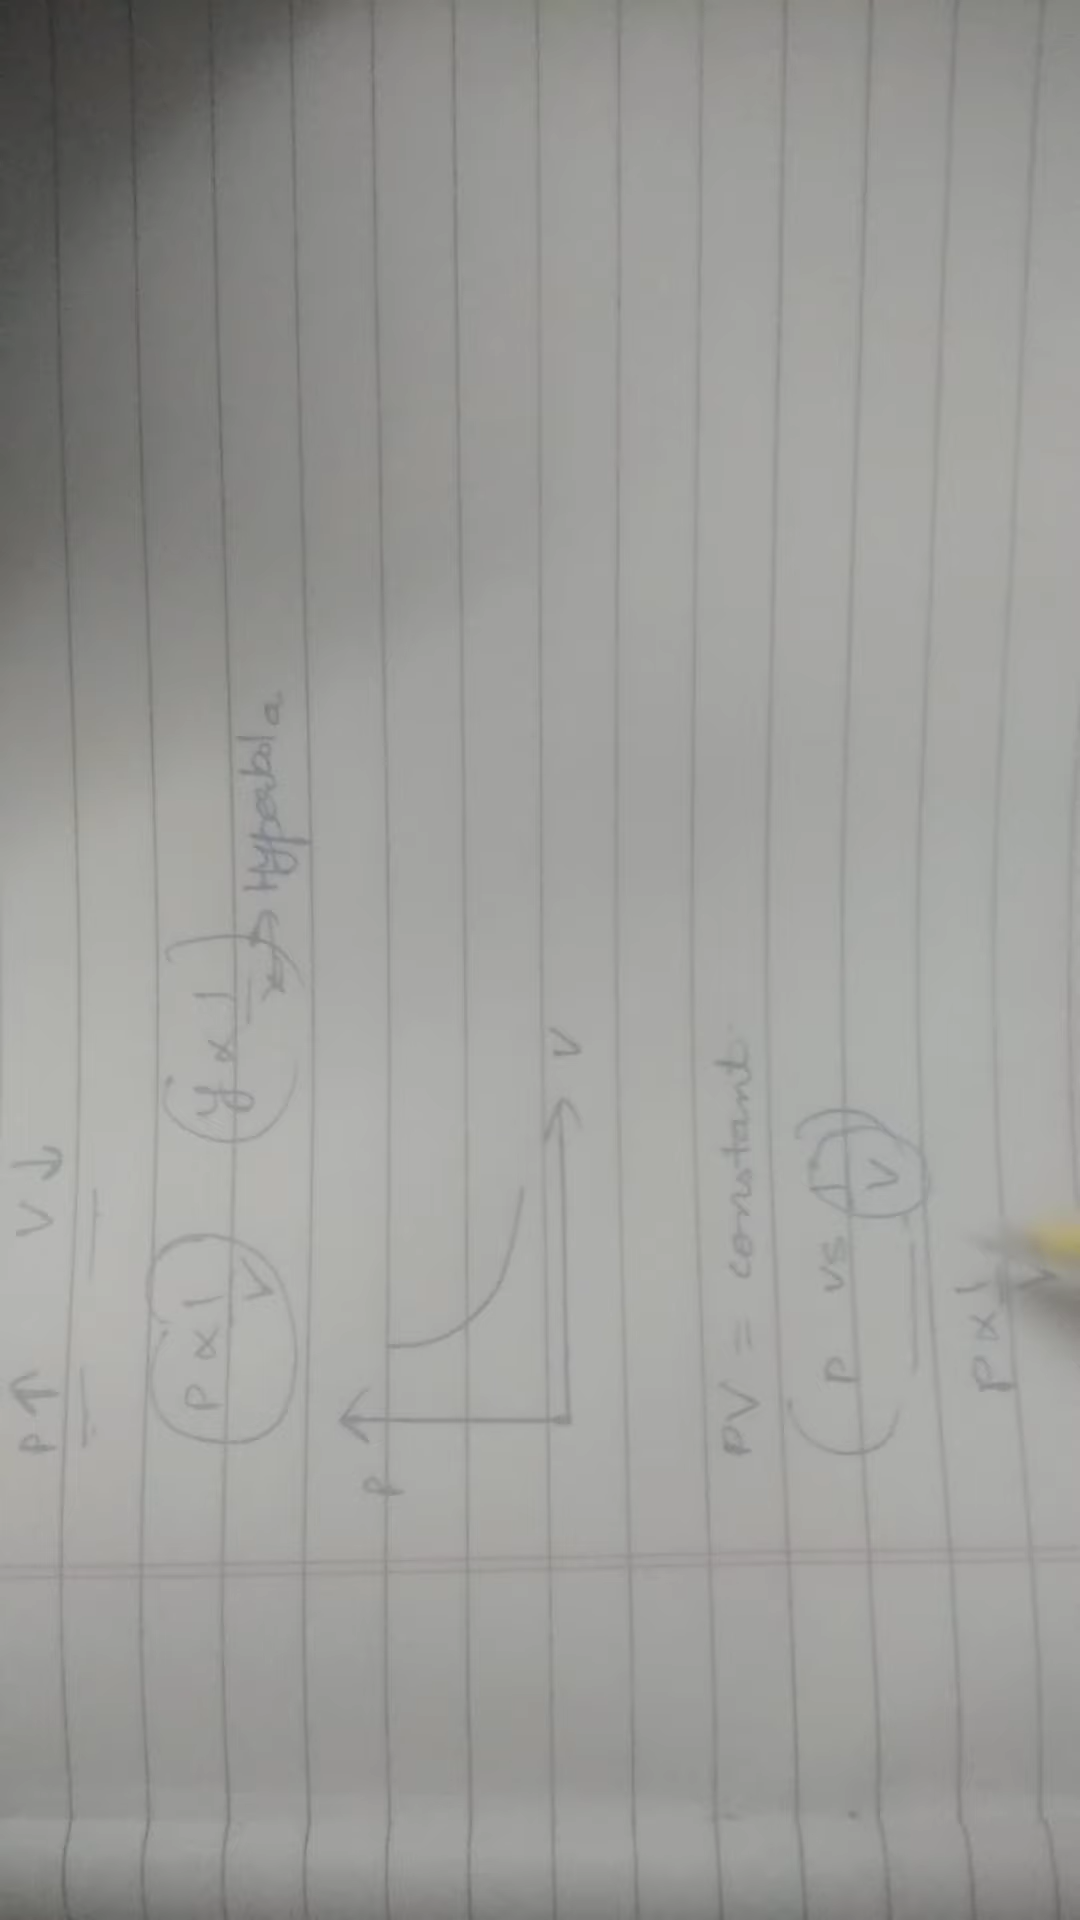 P↑ V↓
P ∝ 1/V (y ∝ 1/x) → Hyperbola
P
V
PV = constant
(P vs 1/V)
P ∝ 1/V